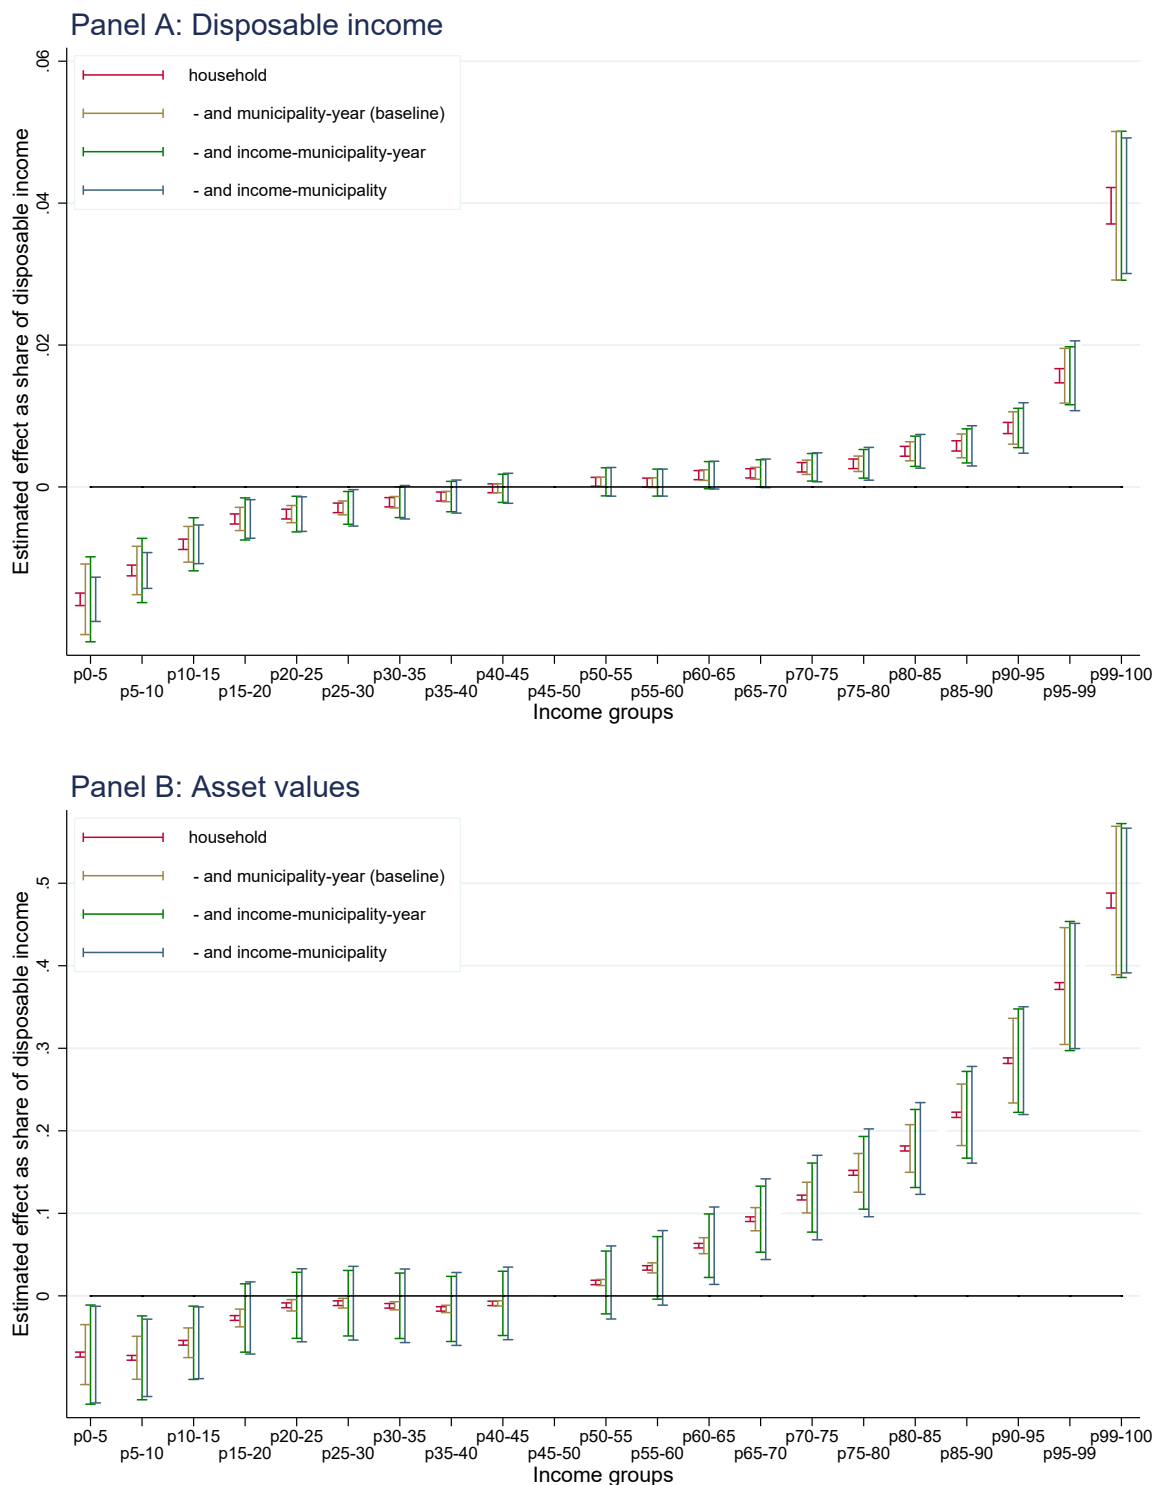 Panel A: Disposable income
Estimated effect as share of disposable income
.06
.04
.02
0
household
- and municipality-year (baseline)
- and income-municipality-year
- and income-municipality
p0-5 p10-15 p20-25 p30-35 p40-45 p50-55 p60-65 p70-75 p80-85 p90-95 p99-100
p5-10 p15-20 p25-30 p35-40 p45-50 p55-60 p65-70 p75-80 p85-90 p95-99
Income groups
Panel B: Asset values
Estimated effect as share of disposable income
.5
.4
.3
.2
.1
0
household
- and municipality-year (baseline)
- and income-municipality-year
- and income-municipality
p0-5 p10-15 p20-25 p30-35 p40-45 p50-55 p60-65 p70-75 p80-85 p90-95 p99-100
p5-10 p15-20 p25-30 p35-40 p45-50 p55-60 p65-70 p75-80 p85-90 p95-99
Income groups